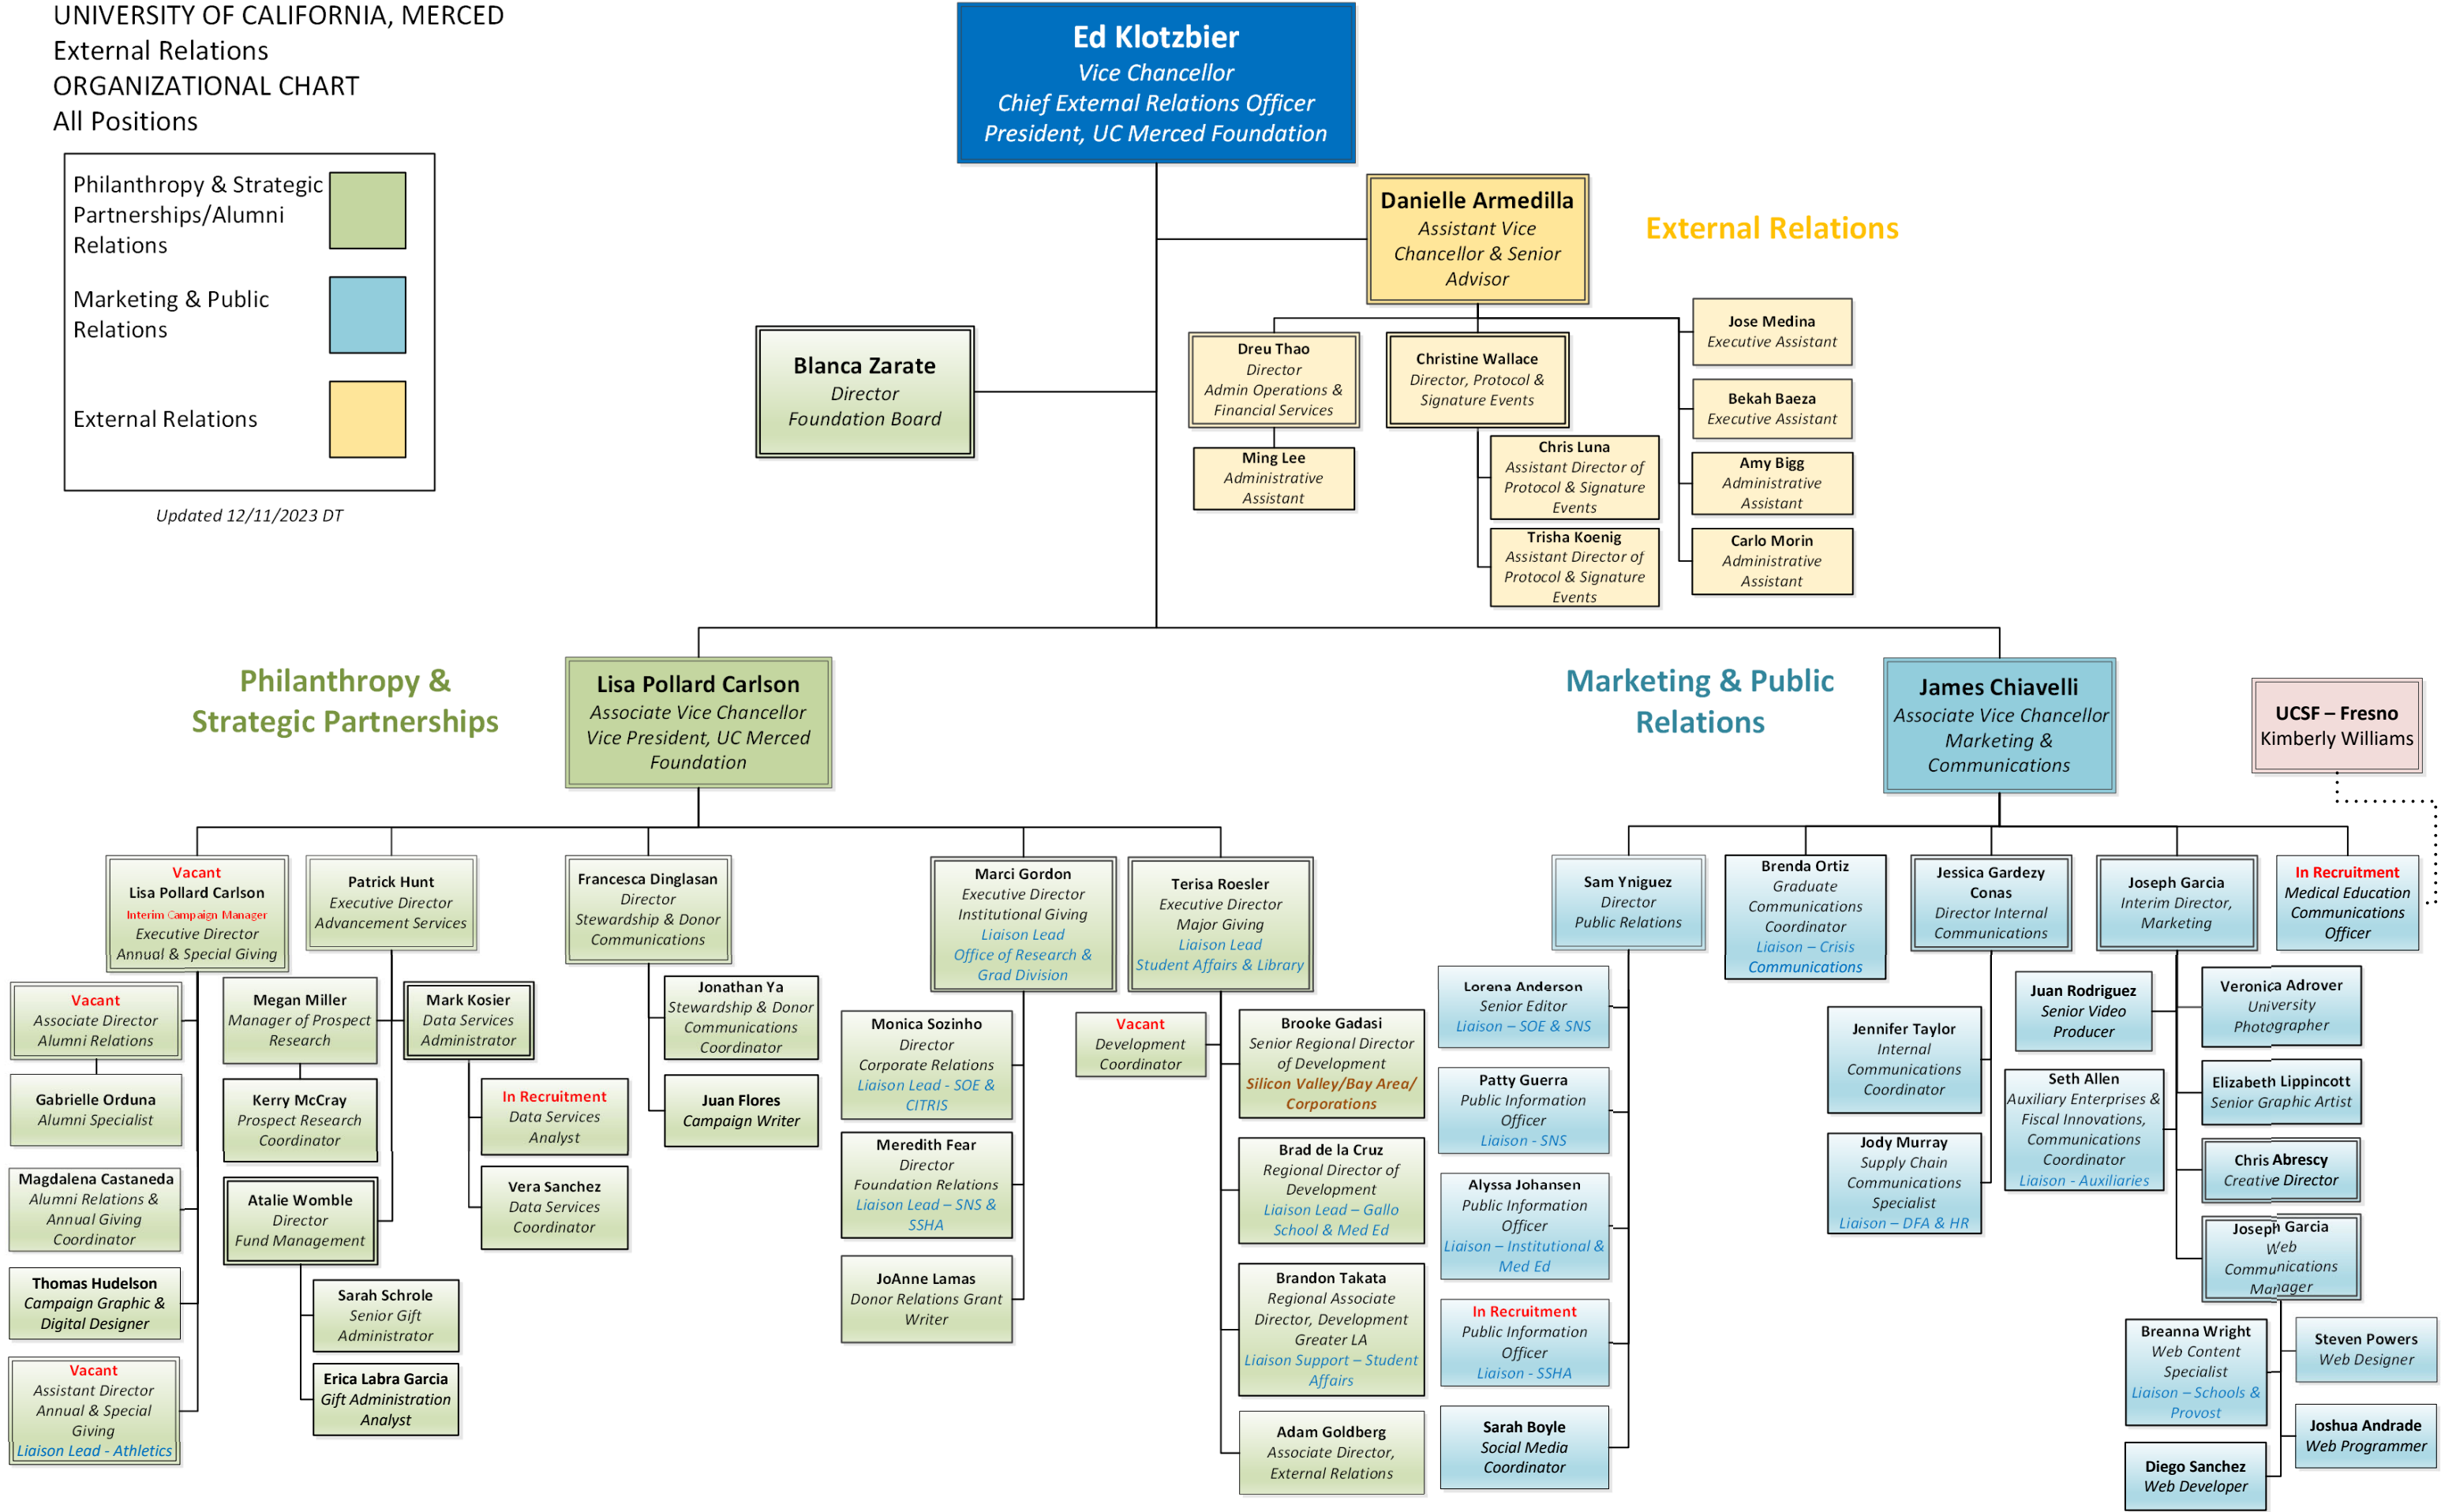 UNIVERSITY OF CALIFORNIA, MERCED
External Relations
ORGANIZATIONAL CHART
All Positions
Philanthropy & Strategic
Partnerships/Alumni
Relations
Marketing & Public
Relations
External Relations
Updated 12/11/2023 DT
Ed Klotzbier
Vice Chancellor
Chief External Relations Officer
President, UC Merced Foundation
Danielle Armedilla
Assistant Vice
Chancellor & Senior
Advisor
External Relations
Blanca Zarate
Director
Foundation Board
Dreu Thao
Director
Admin Operations &
Financial Services
Ming Lee
Administrative
Assistant
Christine Wallace
Director, Protocol &
Signature Events
Chris Luna
Assistant Director of
Protocol & Signature
Events
Trisha Koenig
Assistant Director of
Protocol & Signature
Events
Jose Medina
Executive Assistant
Bekah Baeza
Executive Assistant
Amy Bigg
Administrative
Assistant
Carlo Morin
Administrative
Assistant
Philanthropy &
Strategic Partnerships
Lisa Pollard Carlson
Associate Vice Chancellor
Vice President, UC Merced
Foundation
Marketing & Public
Relations
James Chiavelli
Associate Vice Chancellor
Marketing &
Communications
UCSF – Fresno
Kimberly Williams
Vacant
Lisa Pollard Carlson
Interim Campaign Manager
Executive Director
Annual & Special Giving
Vacant
Associate Director
Alumni Relations
Gabrielle Orduna
Alumni Specialist
Magdalena Castaneda
Alumni Relations &
Annual Giving
Coordinator
Thomas Hudelson
Campaign Graphic &
Digital Designer
Vacant
Assistant Director
Annual & Special
Giving
Liaison Lead - Athletics
Patrick Hunt
Executive Director
Advancement Services
Megan Miller
Manager of Prospect
Research
Kerry McCray
Prospect Research
Coordinator
Atalie Womble
Director
Fund Management
Sarah Schrole
Senior Gift
Administrator
Erica Labra Garcia
Gift Administration
Analyst
Mark Kosier
Data Services
Administrator
In Recruitment
Data Services
Analyst
Vera Sanchez
Data Services
Coordinator
Francesca Dinglasan
Director
Stewardship & Donor
Communications
Jonathan Ya
Stewardship & Donor
Communications
Coordinator
Juan Flores
Campaign Writer
Marci Gordon
Executive Director
Institutional Giving
Liaison Lead
Office of Research &
Grad Division
Monica Sozinho
Director
Corporate Relations
Liaison Lead - SOE &
CITRIS
Meredith Fear
Director
Foundation Relations
Liaison Lead – SNS &
SSHA
JoAnne Lamas
Donor Relations Grant
Writer
Terisa Roesler
Executive Director
Major Giving
Liaison Lead
Student Affairs & Library
Vacant
Development
Coordinator
Brooke Gadasi
Senior Regional Director
of Development
Silicon Valley/Bay Area/
Corporations
Brad de la Cruz
Regional Director of
Development
Liaison Lead – Gallo
School & Med Ed
Brandon Takata
Regional Associate
Director, Development
Greater LA
Liaison Support – Student
Affairs
Adam Goldberg
Associate Director,
External Relations
Sam Yniguez
Director
Public Relations
Lorena Anderson
Senior Editor
Liaison – SOE & SNS
Patty Guerra
Public Information
Officer
Liaison - SNS
Alyssa Johansen
Public Information
Officer
Liaison – Institutional &
Med Ed
In Recruitment
Public Information
Officer
Liaison - SSHA
Sarah Boyle
Social Media
Coordinator
Brenda Ortiz
Graduate
Communications
Coordinator
Liaison – Crisis
Communications
Jessica Gardezy
Conas
Director Internal
Communications
Jennifer Taylor
Internal
Communications
Coordinator
Jody Murray
Supply Chain
Communications
Specialist
Liaison – DFA & HR
Joseph Garcia
Interim Director,
Marketing
Juan Rodriguez
Senior Video
Producer
Seth Allen
Auxiliary Enterprises &
Fiscal Innovations,
Communications
Coordinator
Liaison - Auxiliaries
Veronica Adrover
University
Photographer
Elizabeth Lippincott
Senior Graphic Artist
Chris Abrescy
Creative Director
Joseph Garcia
Web
Communications
Manager
Breanna Wright
Web Content
Specialist
Liaison – Schools &
Provost
Diego Sanchez
Web Developer
Steven Powers
Web Designer
Joshua Andrade
Web Programmer
In Recruitment
Medical Education
Communications
Officer